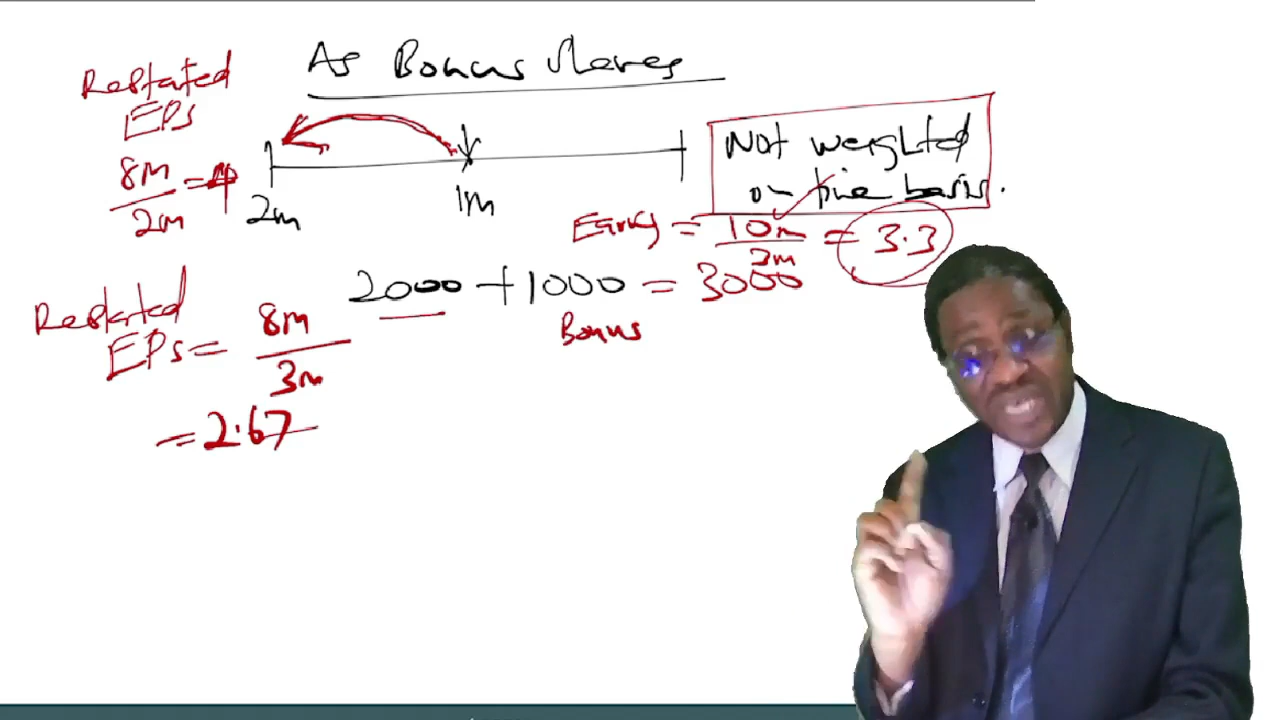 As Bonus Shares
Restated
EPS
8m
2m
= 4
2m
1m
Not weighted
on time basis.
= 10m
3m
= 3.3
2000 + 1000 = 3000
Bonus
Restated
EPS = 8m
3m
= 2.67